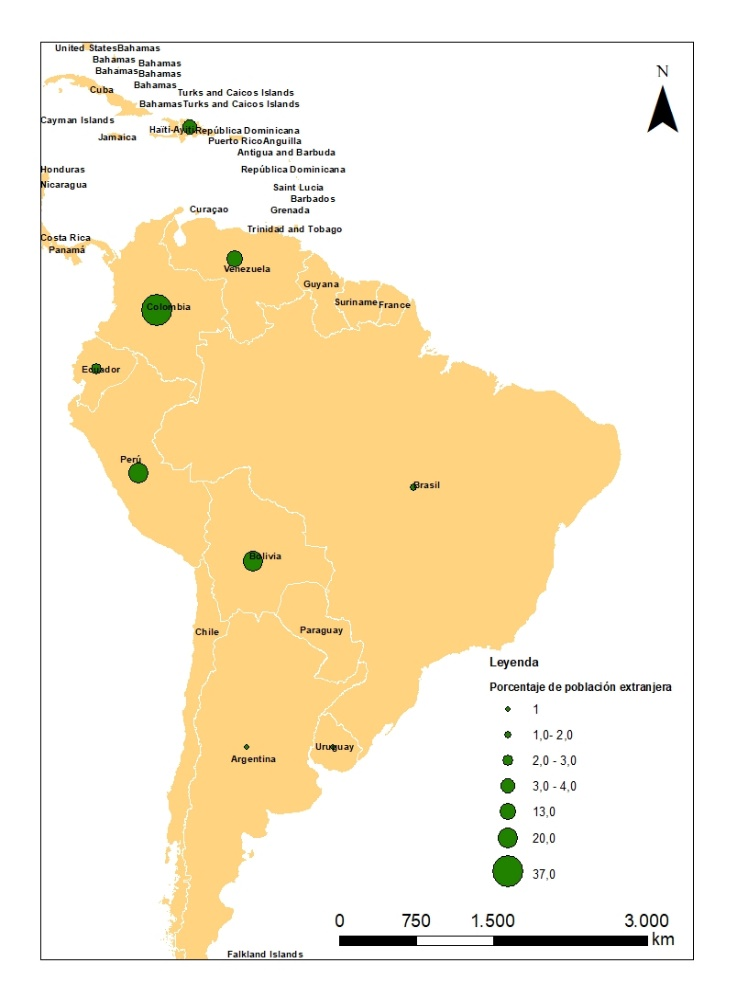 United StatesBahamas
Bahamas
Bahamas
Bahamas
Bahamas
Bahamas
Cuba
Turks and Caicos Islands
BahamasTurks and Caicos Islands
N
Cayman Islands
Haïti-AyitiRepública Dominicana
Jamaica
Puerto RicoAnguilla
Antigua and Barbuda
Honduras
República Dominicana
Nicaragua
Saint Lucia
Barbados
Curaçao
Grenada
Trinidad and Tobago
Costa Rica
Panamá
Venezuela
Guyana
Suriname
France
Colombia
Ecuador
Perú
Brasil
Bolivia
Chile
Paraguay
Argentina
Uruguay
Leyenda
Porcentaje de población extranjera
1
1,0- 2,0
2,0 - 3,0
3,0 - 4,0
13,0
20,0
37,0
0 750 1.500 3.000
km
Falkland Islands